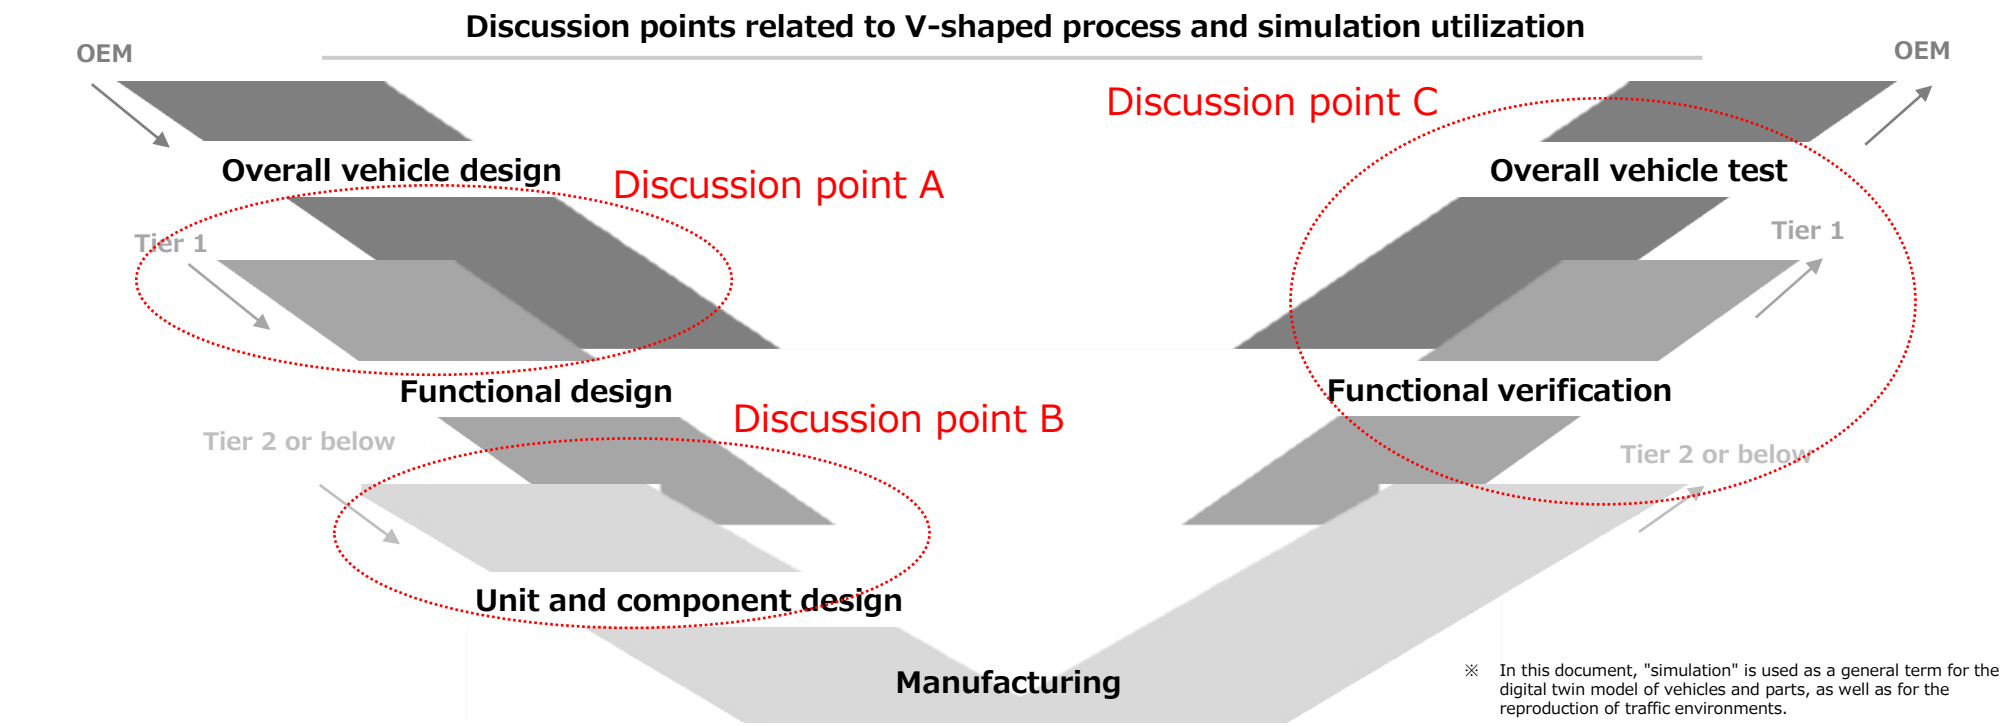 Discussion points related to V-shaped process and simulation utilization
OEM
OEM
Discussion point C
Overall vehicle design
Discussion point A
Overall vehicle test
Tier 1
Tier 1
Functional design
Functional verification
Discussion point B
Tier 2 or below
Tier 2 or below
Unit and component design
Manufacturing
※ In this document, "simulation" is used as a general term for the
digital twin model of vehicles and parts, as well as for the
reproduction of traffic environments.